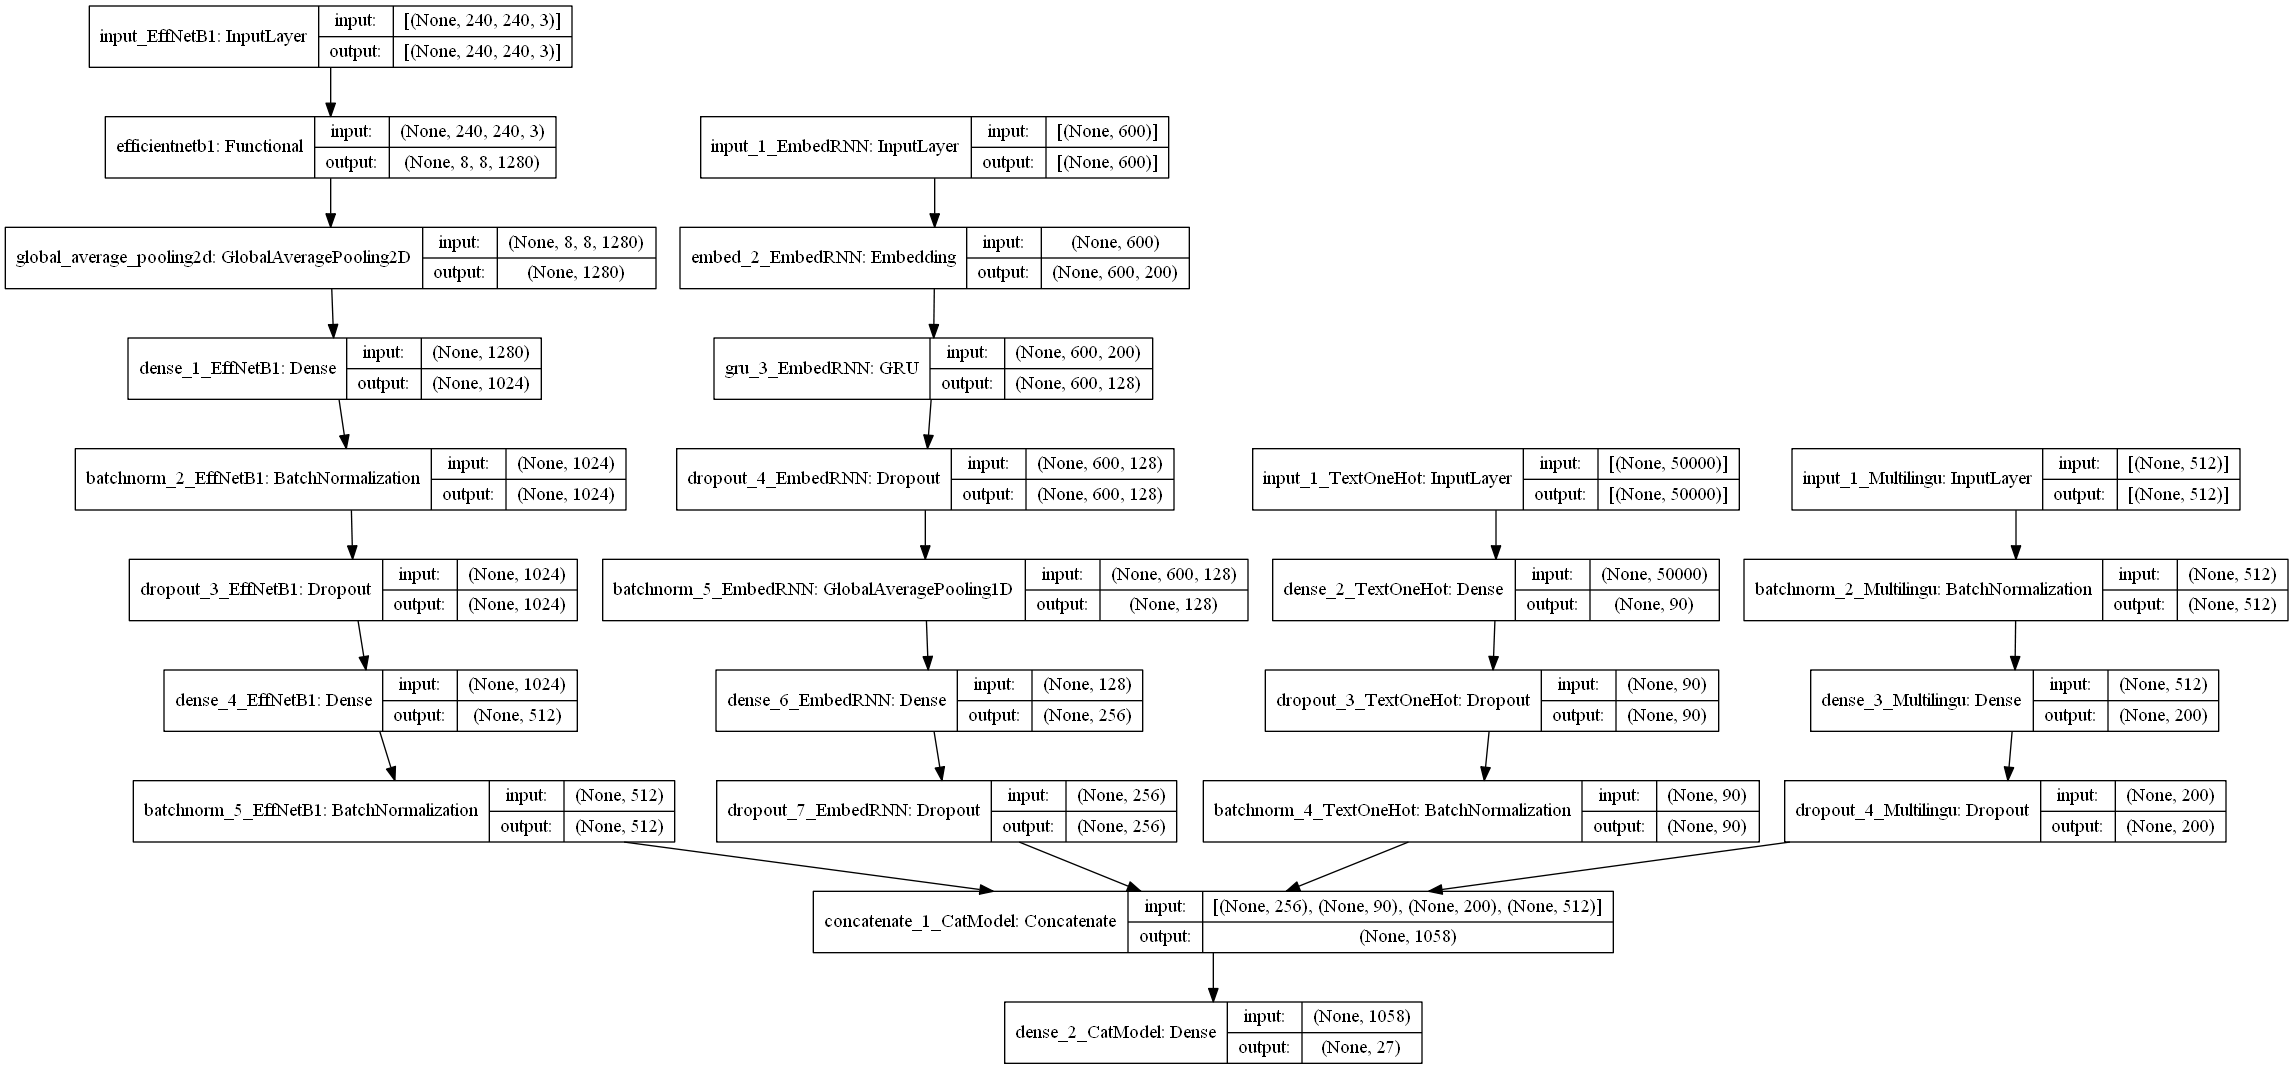 input_EffNetB1: InputLayer
input: [(None, 240, 240, 3)]
output: [(None, 240, 240, 3)]
efficientnetb1: Functional
input: (None, 240, 240, 3)
output: (None, 8, 8, 1280)
input_1_EmbedRNN: InputLayer
input: [(None, 600)]
output: [(None, 600)]
global_average_pooling2d: GlobalAveragePooling2D
input: (None, 8, 8, 1280)
output: (None, 1280)
embed_2_EmbedRNN: Embedding
input: (None, 600)
output: (None, 600, 200)
dense_1_EffNetB1: Dense
input: (None, 1280)
output: (None, 1024)
gru_3_EmbedRNN: GRU
input: (None, 600, 200)
output: (None, 600, 128)
batchnorm_2_EffNetB1: BatchNormalization
input: (None, 1024)
output: (None, 1024)
dropout_4_EmbedRNN: Dropout
input: (None, 600, 128)
output: (None, 600, 128)
input_1_TextOneHot: InputLayer
input: [(None, 50000)]
output: [(None, 50000)]
input_1_Multilingu: InputLayer
input: [(None, 512)]
output: [(None, 512)]
dropout_3_EffNetB1: Dropout
input: (None, 1024)
output: (None, 1024)
batchnorm_5_EmbedRNN: GlobalAveragePooling1D
input: (None, 600, 128)
output: (None, 128)
dense_2_TextOneHot: Dense
input: (None, 50000)
output: (None, 90)
batchnorm_2_Multilingu: BatchNormalization
input: (None, 512)
output: (None, 512)
dense_4_EffNetB1: Dense
input: (None, 1024)
output: (None, 512)
dense_6_EmbedRNN: Dense
input: (None, 128)
output: (None, 256)
dropout_3_TextOneHot: Dropout
input: (None, 90)
output: (None, 90)
dense_3_Multilingu: Dense
input: (None, 512)
output: (None, 200)
batchnorm_5_EffNetB1: BatchNormalization
input: (None, 512)
output: (None, 512)
dropout_7_EmbedRNN: Dropout
input: (None, 256)
output: (None, 256)
batchnorm_4_TextOneHot: BatchNormalization
input: (None, 90)
output: (None, 90)
dropout_4_Multilingu: Dropout
input: (None, 200)
output: (None, 200)
concatenate_1_CatModel: Concatenate
input: [(None, 256), (None, 90), (None, 200), (None, 512)]
output: (None, 1058)
dense_2_CatModel: Dense
input: (None, 1058)
output: (None, 27)